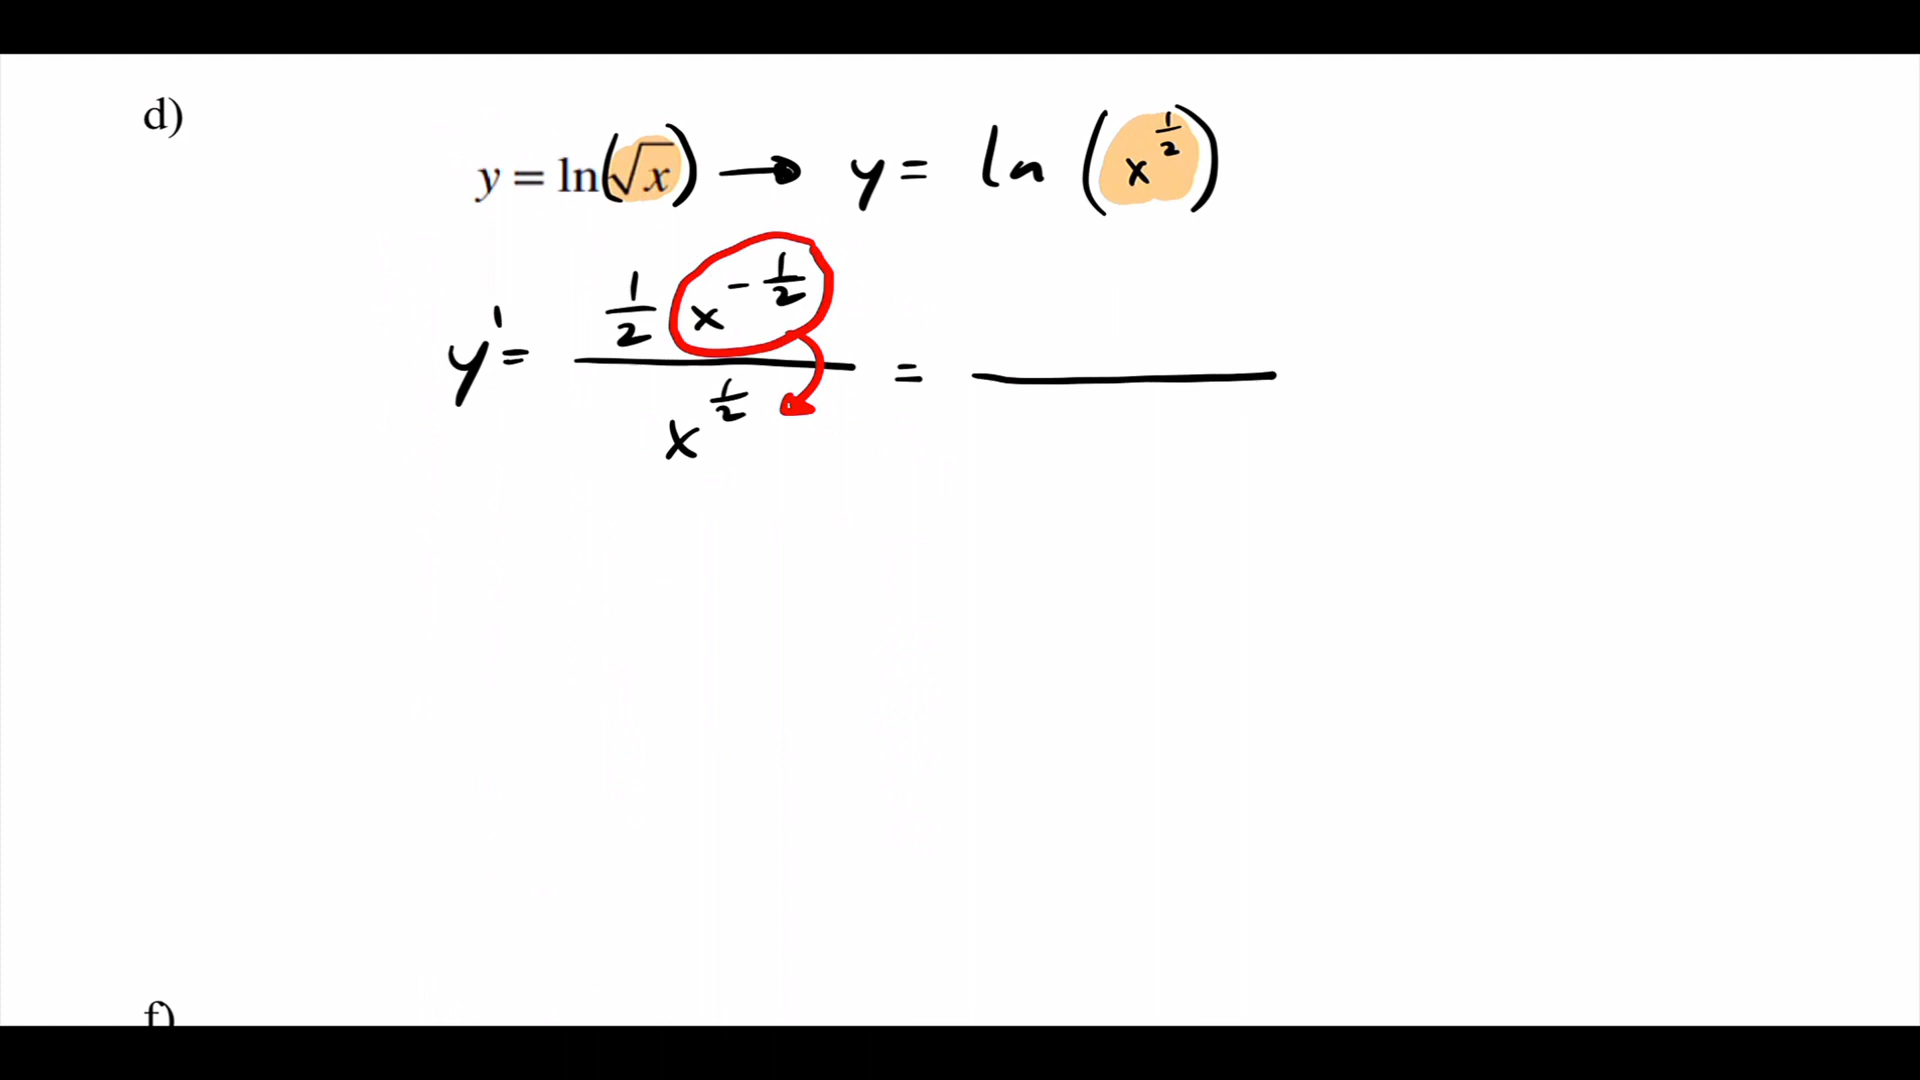 d)
y = ln(√x) → y = ln (x^(1/2))
y' = (1/2 x^(-1/2)) / (x^(1/2)) =
f)